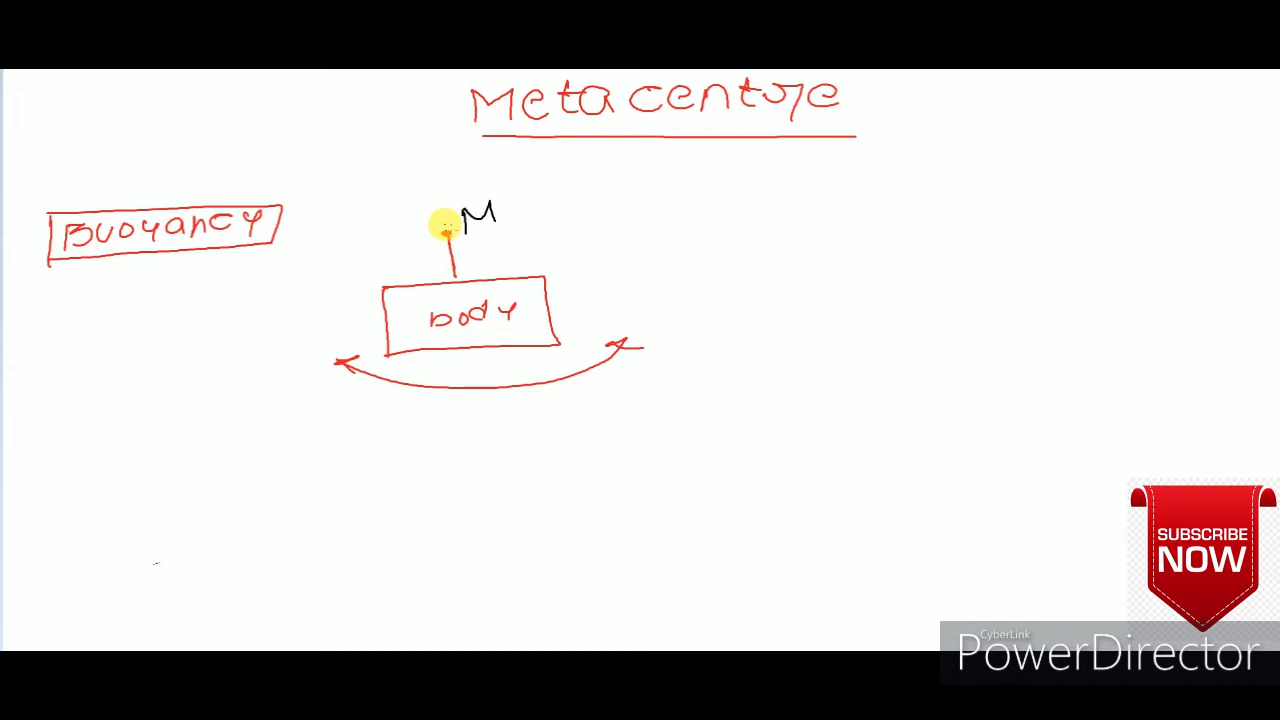 Metacentre
Buoyancy
M
body
SUBSCRIBE
NOW
CyberLink
PowerDirector